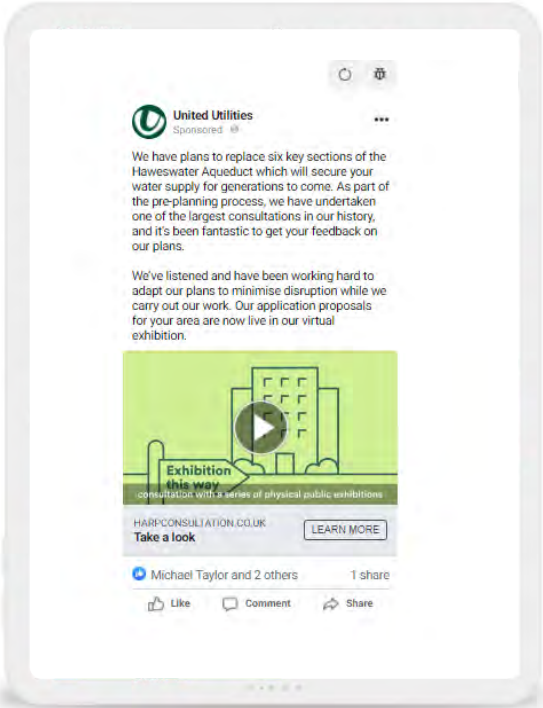 United Utilities
Sponsored
We have plans to replace six key sections of the
Haweswater Aqueduct which will secure your
water supply for generations to come. As part of
the pre-planning process, we have undertaken
one of the largest consultations in our history,
and it's been fantastic to get your feedback on
our plans.
We've listened and have been working hard to
adapt our plans to minimise disruption while we
carry out our work. Our application proposals
for your area are now live in our virtual
exhibition.
Exhibition
this way
consultation with a series of physical public exhibitions
HARPCONSULTATION.CO.UK
Take a look
LEARN MORE
Michael Taylor and 2 others
1 share
Like
Comment
Share